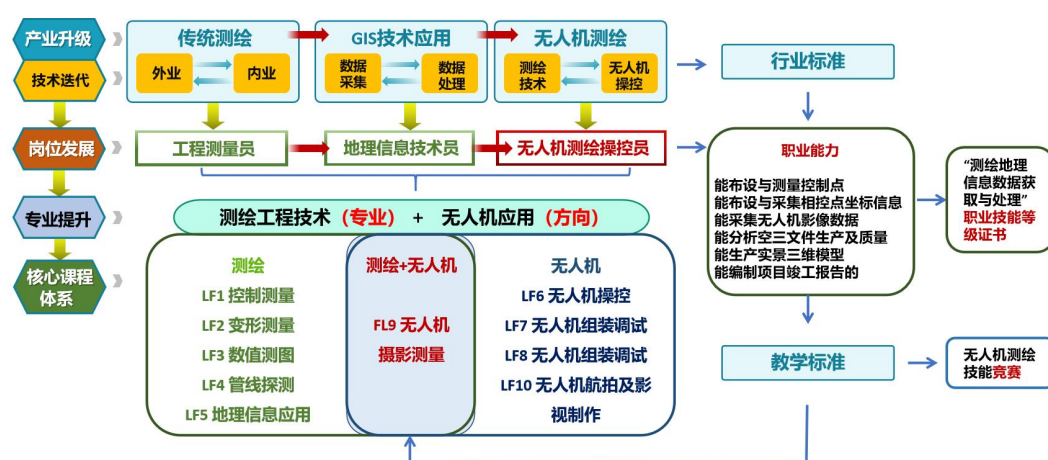 产业升级
技术迭代
岗位发展
专业提升
核心课程
体系
传统测绘
外业
内业
GIS技术应用
数据
采集
数据
处理
无人机测绘
测绘
技术
无人机
操控
工程测量员
地理信息技术员
无人机测绘操控员
测绘工程技术（专业） + 无人机应用（方向）
测绘
LF1 控制测量
LF2 变形测量
LF3 数值测图
LF4 管线探测
LF5 地理信息应用
测绘+无人机
FL9 无人机
摄影测量
无人机
LF6 无人机操控
LF7 无人机组装调试
LF8 无人机组装调试
LF10 无人机航拍及影
视制作
行业标准
职业能力
能布设与测量控制点
能布设与采集相控点坐标信息
能采集无人机影像数据
能分析空三文件生产及质量
能生产实景三维模型
能编制项目竣工报告的
“测绘地理
信息数据获
取与处理”
职业技能等
级证书
教学标准
无人机测绘
技能竞赛